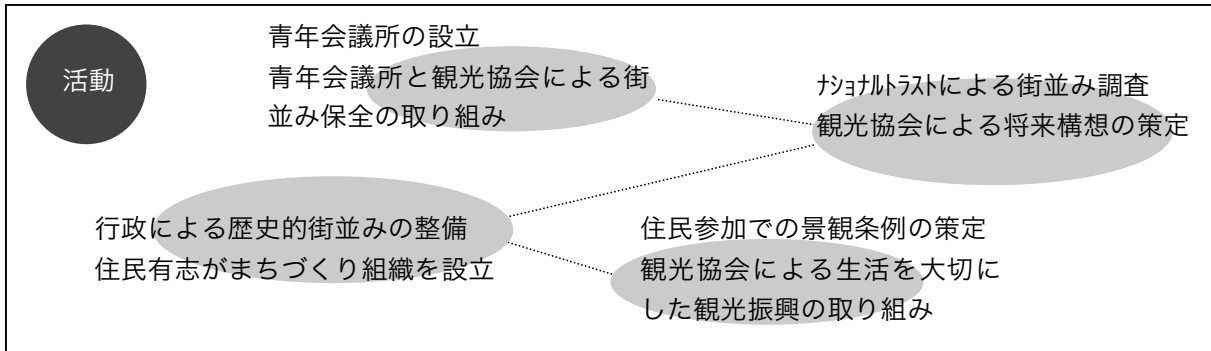 活動
青年会議所の設立
青年会議所と観光協会による街
並み保全の取り組み
ﾅｼｮﾅﾙﾄﾗｽﾄによる街並み調査
観光協会による将来構想の策定
行政による歴史的街並みの整備
住民有志がまちづくり組織を設立
住民参加での景観条例の策定
観光協会による生活を大切に
した観光振興の取り組み